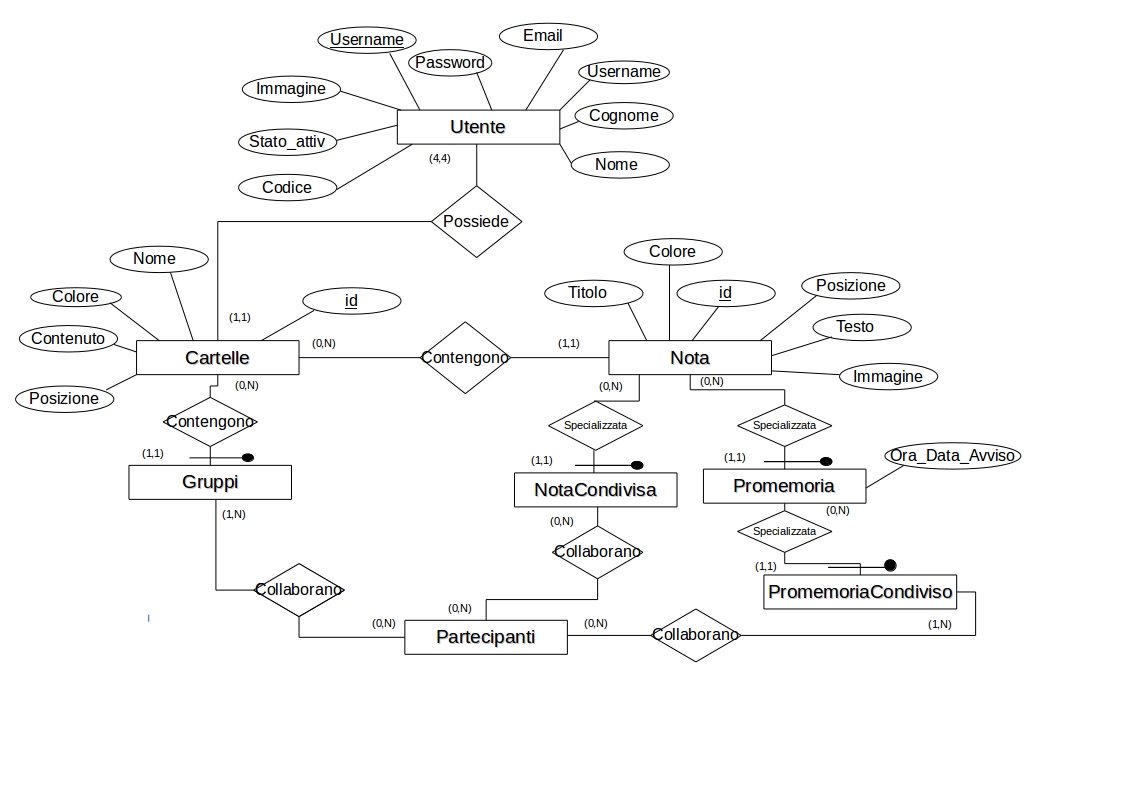 Email
Username
Password
Username
Immagine
Cognome
Utente
Stato_attiv
(4,4)
Nome
Codice
Possiede
Colore
Nome
Posizione
Titolo
id
Colore
id
(1,1)
Testo
Contenuto
(0,N)
(1,1)
Cartelle
Contengono
Nota
Immagine
(0,N)
(0,N)
(0,N)
Posizione
Contengono
Specializzata
Specializzata
(1,1)
(1,1)
(1,1)
Ora_Data_Avviso
Gruppi
NotaCondivisa
Promemoria
(1,N)
(0,N)
(0,N)
Specializzata
Collaborano
(1,1)
Collaborano
PromemoriaCondiviso
(0,N)
(0,N)
(0,N)
(1,N)
Partecipanti
Collaborano